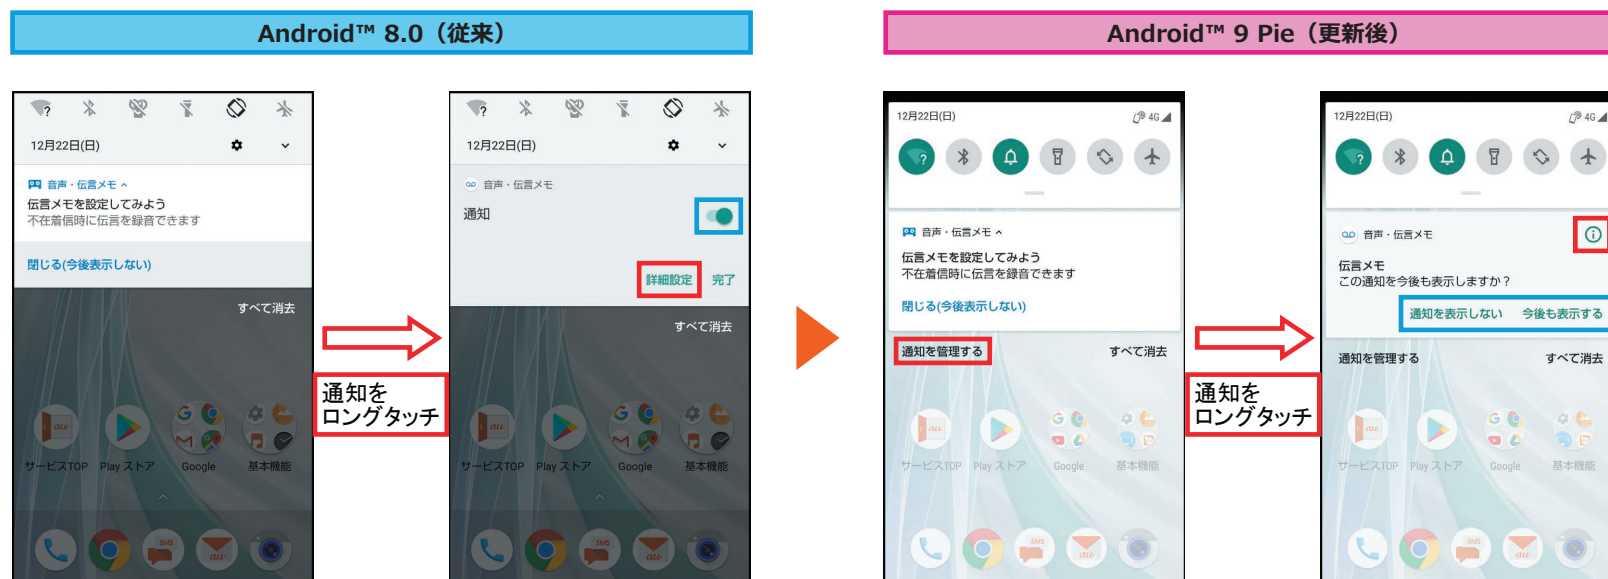 Android™ 8.0（従来）
Android™ 9 Pie（更新後）
12月22日(日)
音声・伝言メモ
伝言メモを設定してみよう
不在着信時に伝言を録音できます
閉じる(今後表示しない)
すべて消去
au
サービスTOP Play ストア Google 基本機能
SMS
au
通知を
ロングタッチ
12月22日(日)
音声・伝言メモ
通知
詳細設定 完了
すべて消去
au
サービスTOP Play ストア Google 基本機能
SMS
au
12月22日(日) 4G
音声・伝言メモ
伝言メモを設定してみよう
不在着信時に伝言を録音できます
閉じる(今後表示しない)
通知を管理する すべて消去
au
サービスTOP Play ストア Google 基本機能
SMS
au
通知を
ロングタッチ
12月22日(日) 4G
音声・伝言メモ
伝言メモ
この通知を今後も表示しますか？
通知を表示しない 今後も表示する
通知を管理する すべて消去
au
サービスTOP Play ストア Google 基本機能
SMS
au